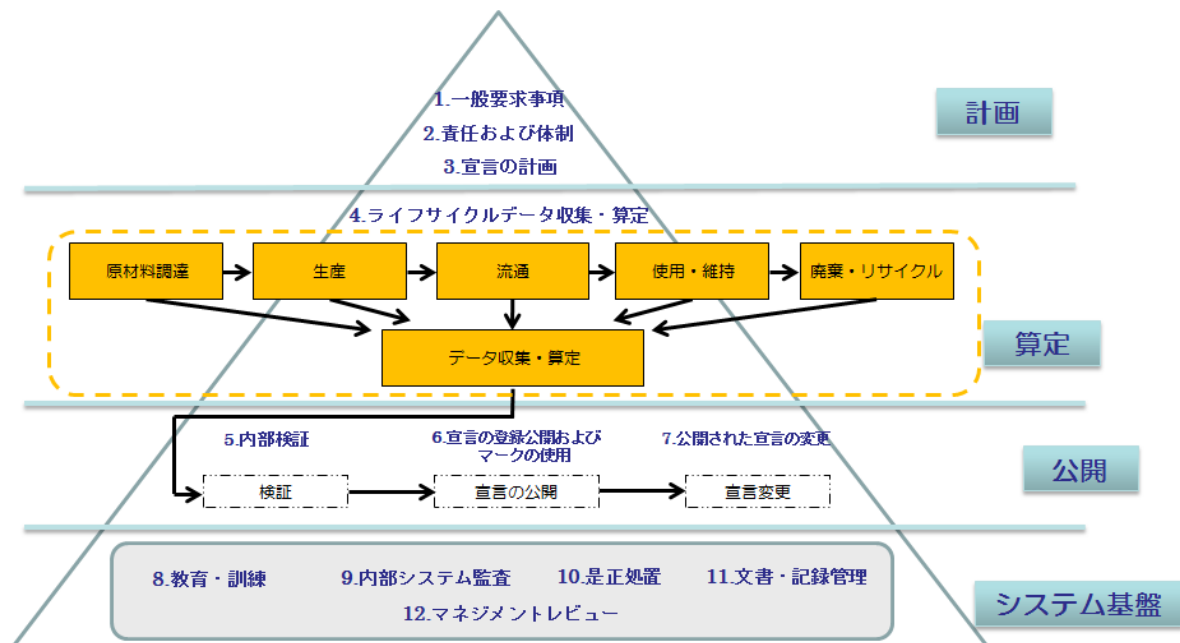 1.一般要求事項
2.責任および体制
3.宣言の計画
計画
4.ライフサイクルデータ収集・算定
原材料調達
生産
流通
使用・維持
廃棄・リサイクル
データ収集・算定
算定
5.内部検証
6.宣言の登録公開および
マークの使用
7.公開された宣言の変更
検証
宣言の公開
宣言変更
公開
8.教育・訓練
9.内部システム監査
10.是正処置
11.文書・記録管理
12.マネジメントレビュー
システム基盤